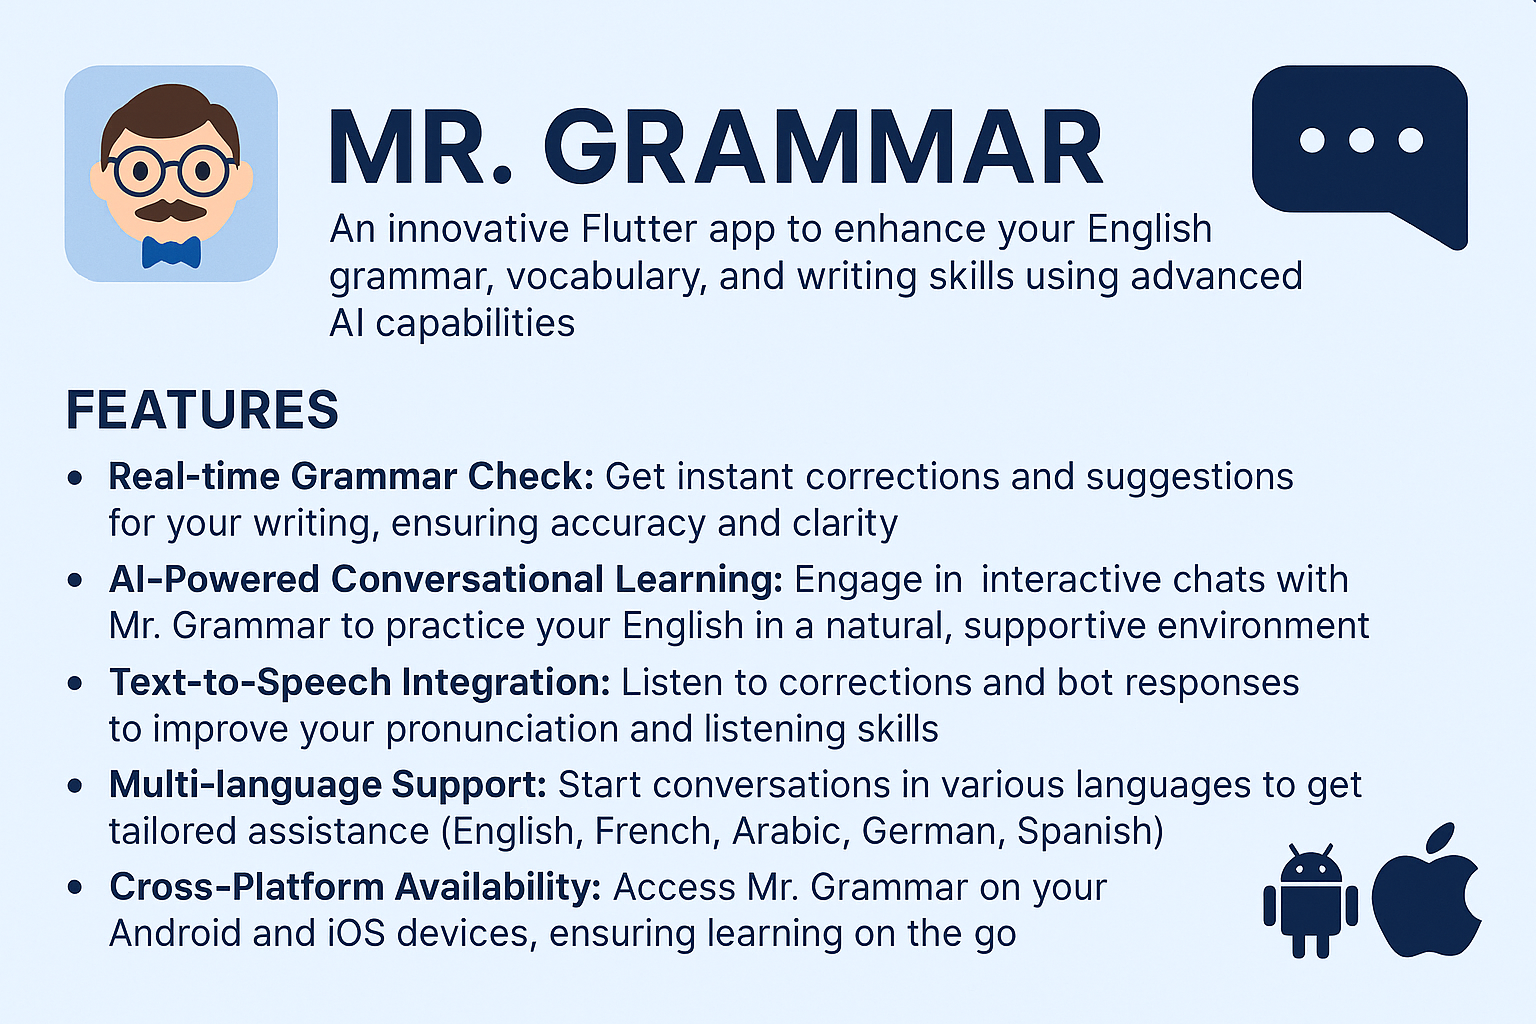 MR. GRAMMAR
An innovative Flutter app to enhance your English
grammar, vocabulary, and writing skills using advanced
AI capabilities
FEATURES
• Real-time Grammar Check: Get instant corrections and suggestions
for your writing, ensuring accuracy and clarity
• AI-Powered Conversational Learning: Engage in interactive chats with
Mr. Grammar to practice your English in a natural, supportive environment
• Text-to-Speech Integration: Listen to corrections and bot responses
to improve your pronunciation and listening skills
• Multi-language Support: Start conversations in various languages to get
tailored assistance (English, French, Arabic, German, Spanish)
• Cross-Platform Availability: Access Mr. Grammar on your
Android and iOS devices, ensuring learning on the go